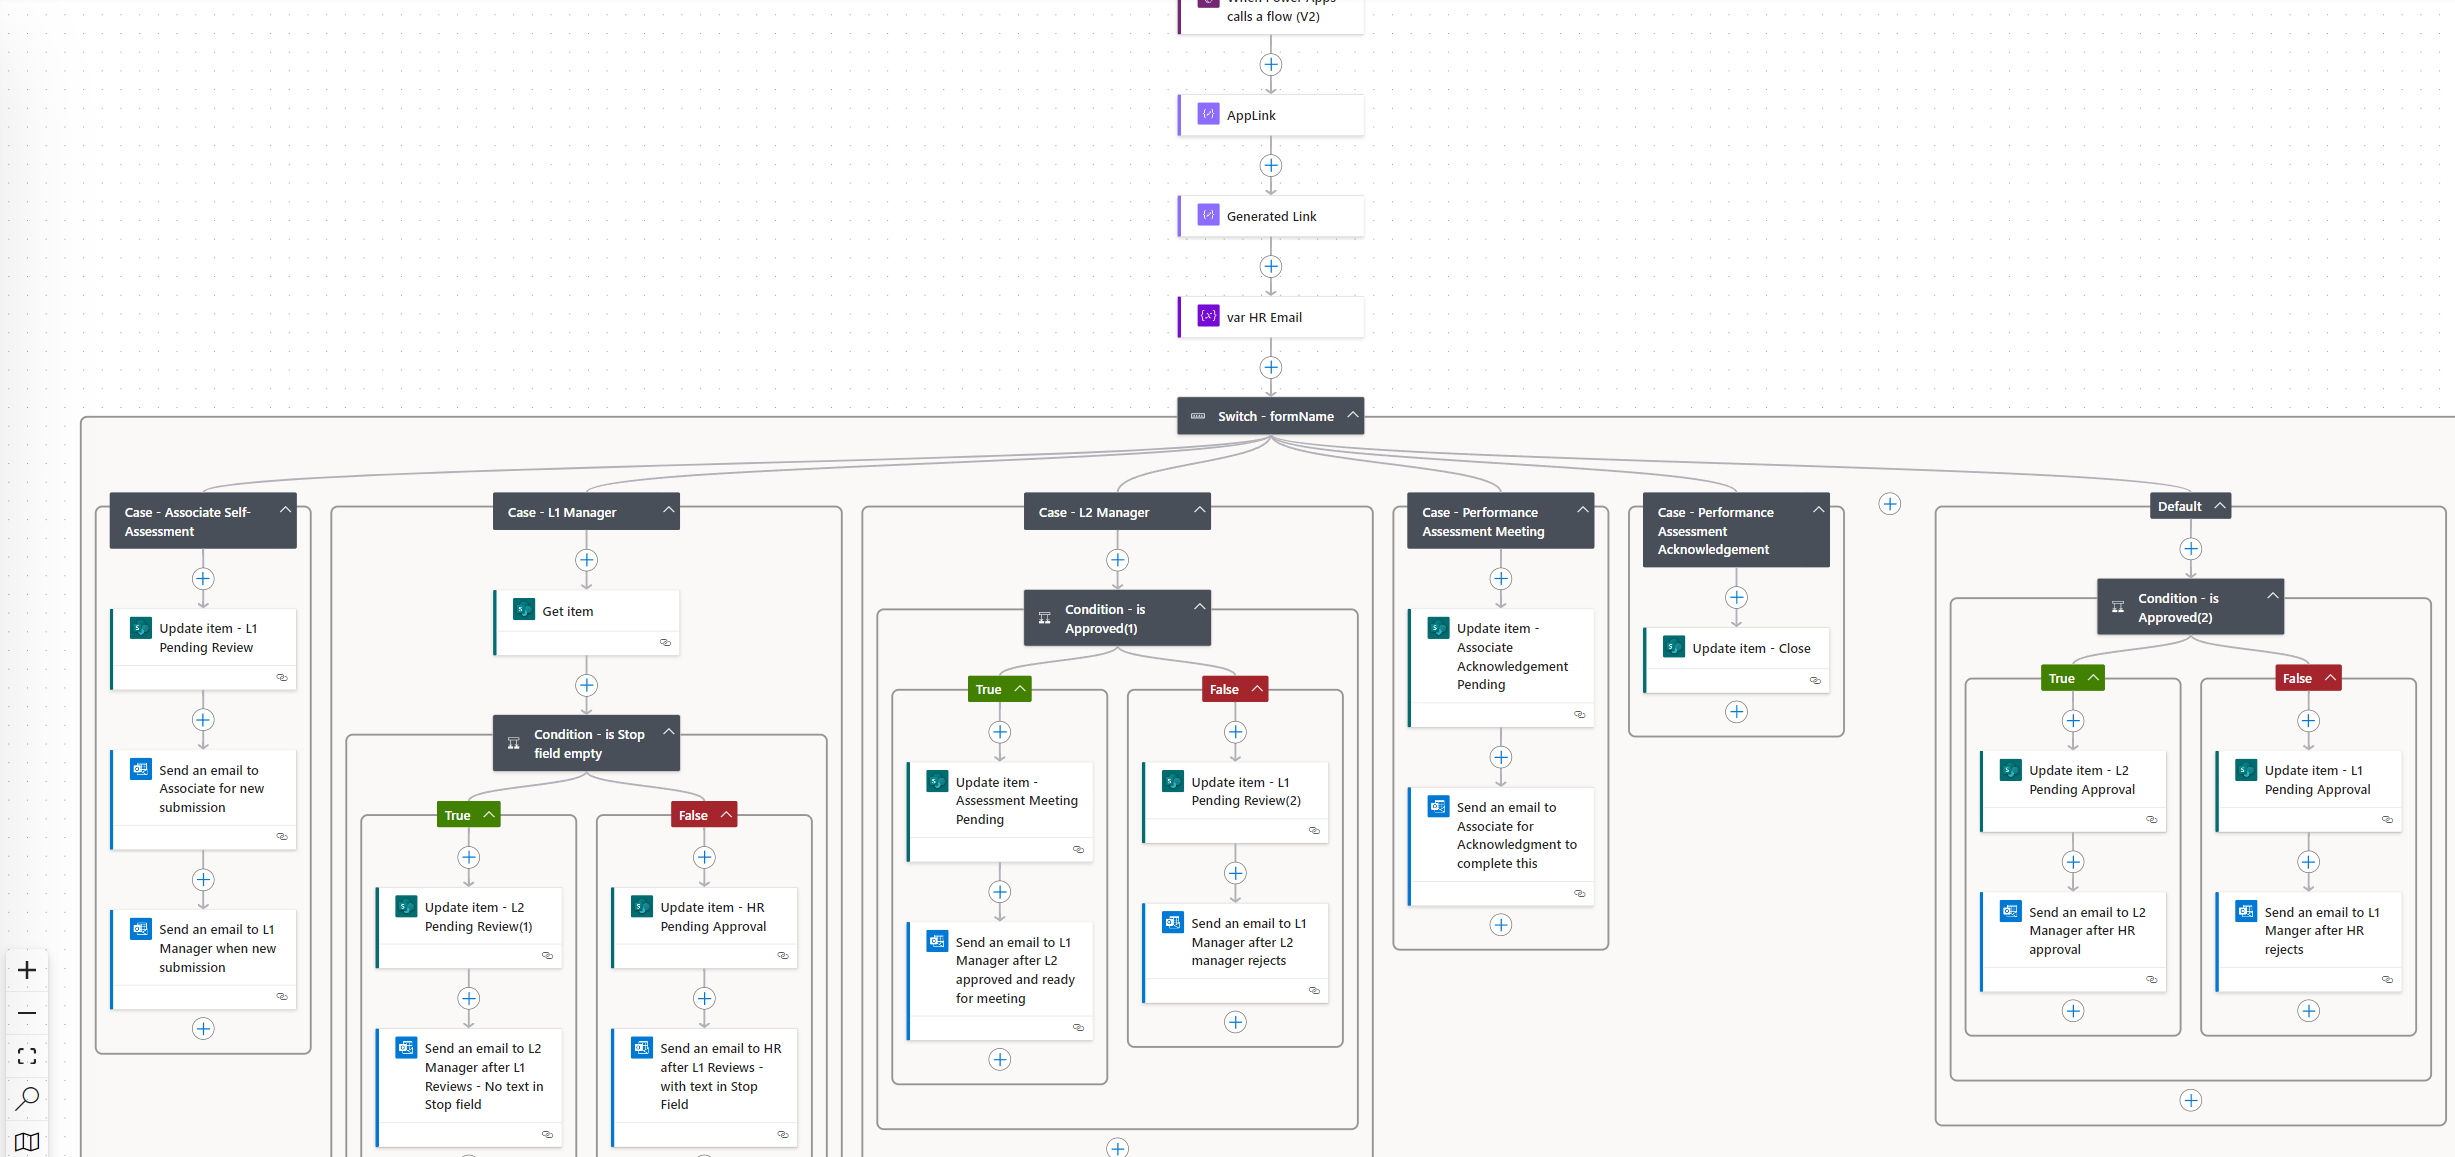 When Power Apps
calls a flow (V2)
AppLink
Generated Link
var HR Email
Switch - formName
Case - Associate Self-
Assessment
Update item - L1
Pending Review
Send an email to
Associate for new
submission
Send an email to L1
Manager when new
submission
Case - L1 Manager
Get item
Condition - is Stop
field empty
True
Update item - L2
Pending Review(1)
Send an email to L2
Manager after L1
Reviews - No text in
Stop field
False
Update item - HR
Pending Approval
Send an email to HR
after L1 Reviews -
with text in Stop
Field
Case - L2 Manager
Condition - is
Approved(1)
True
Update item -
Assessment Meeting
Pending
Send an email to L1
Manager after L2
approved and ready
for meeting
False
Update item - L1
Pending Review(2)
Send an email to L1
Manager after L2
manager rejects
Case - Performance
Assessment Meeting
Update item -
Associate
Acknowledgement
Pending
Send an email to
Associate for
Acknowledgment to
complete this
Case - Performance
Assessment
Acknowledgement
Update item - Close
Default
Condition - is
Approved(2)
True
Update item - L2
Pending Approval
Send an email to L2
Manager after HR
approval
False
Update item - L1
Pending Approval
Send an email to L1
Manger after HR
rejects